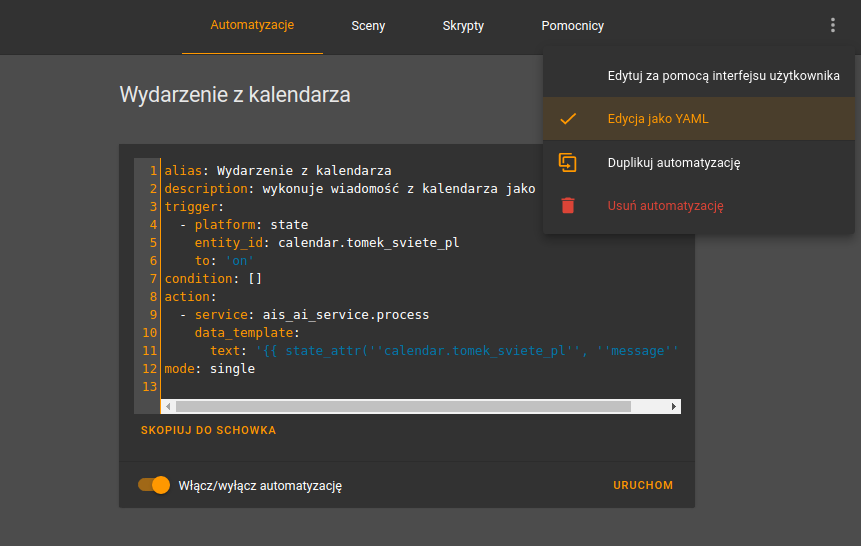 Automatyzacje Sceny Skrypty Pomocnicy
Edytuj za pomocą interfejsu użytkownika
Edycja jako YAML
Duplikuj automatyzację
Usuń automatyzację
Wydarzenie z kalendarza
1 alias: Wydarzenie z kalendarza
2 description: wykonuje wiadomość z kalendarza jako
3 trigger:
4   - platform: state
5     entity_id: calendar.tomek_sviete_pl
6     to: 'on'
7 condition: []
8 action:
9   - service: ais_ai_service.process
10     data_template:
11       text: '{{ state_attr(''calendar.tomek_sviete_pl'', ''message''
12 mode: single
13
SKOPIUJ DO SCHOWKA
Włącz/wyłącz automatyzację URUCHOM